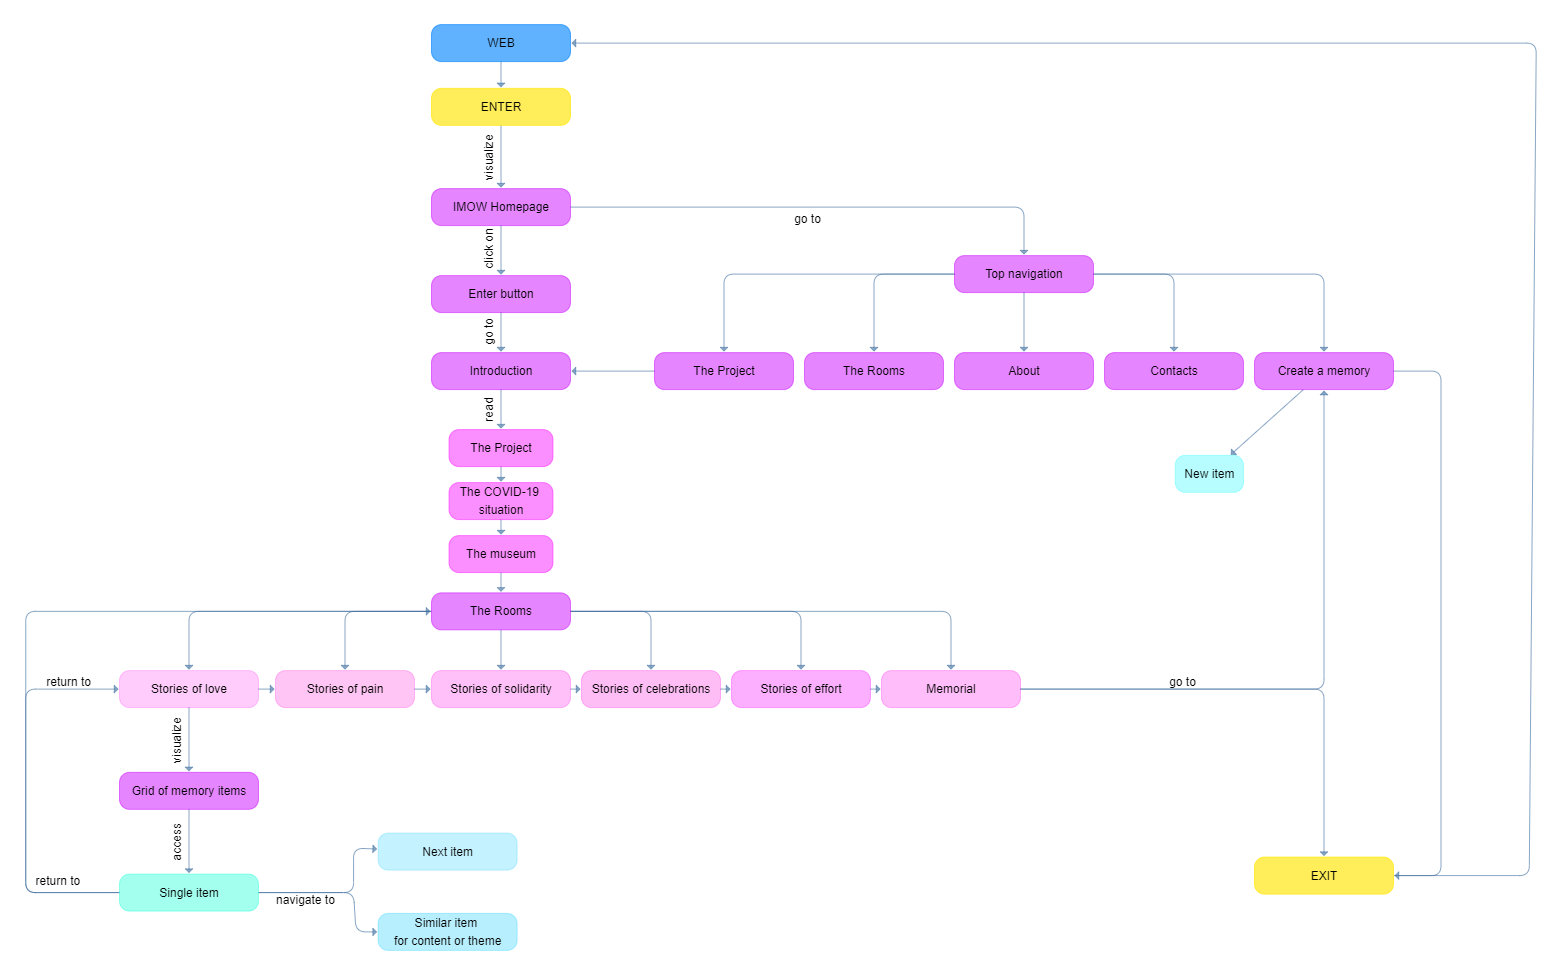 WEB
ENTER
visualize
IMOW Homepage
go to
click on
Top navigation
Enter button
go to
Introduction
The Project
The Rooms
About
Contacts
Create a memory
read
The Project
New item
The COVID-19
situation
The museum
The Rooms
return to
Stories of love
Stories of pain
Stories of solidarity
Stories of celebrations
Stories of effort
Memorial
go to
visualize
Grid of memory items
access
Next item
return to
Single item
navigate to
EXIT
Similar item
for content or theme